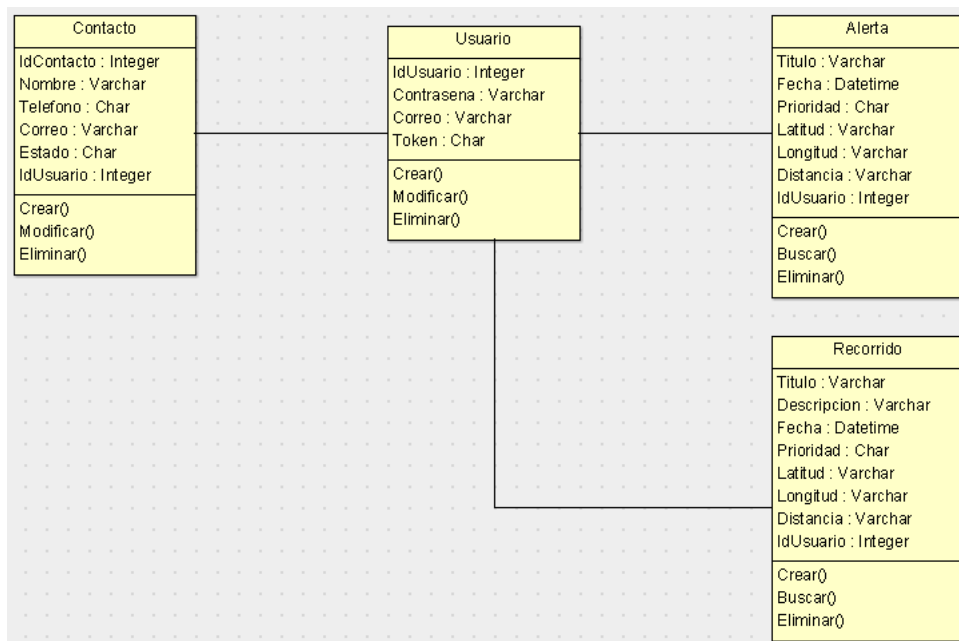 Contacto
IdContacto : Integer
Nombre : Varchar
Telefono : Char
Correo : Varchar
Estado : Char
IdUsuario : Integer
Crear()
Modificar()
Eliminar()
Usuario
IdUsuario : Integer
Contrasena : Varchar
Correo : Varchar
Token : Char
Crear()
Modificar()
Eliminar()
Alerta
Titulo : Varchar
Fecha : Datetime
Prioridad : Char
Latitud : Varchar
Longitud : Varchar
Distancia : Varchar
IdUsuario : Integer
Crear()
Buscar()
Eliminar()
Recorrido
Titulo : Varchar
Descripcion : Varchar
Fecha : Datetime
Prioridad : Char
Latitud : Varchar
Longitud : Varchar
Distancia : Varchar
IdUsuario : Integer
Crear()
Buscar()
Eliminar()